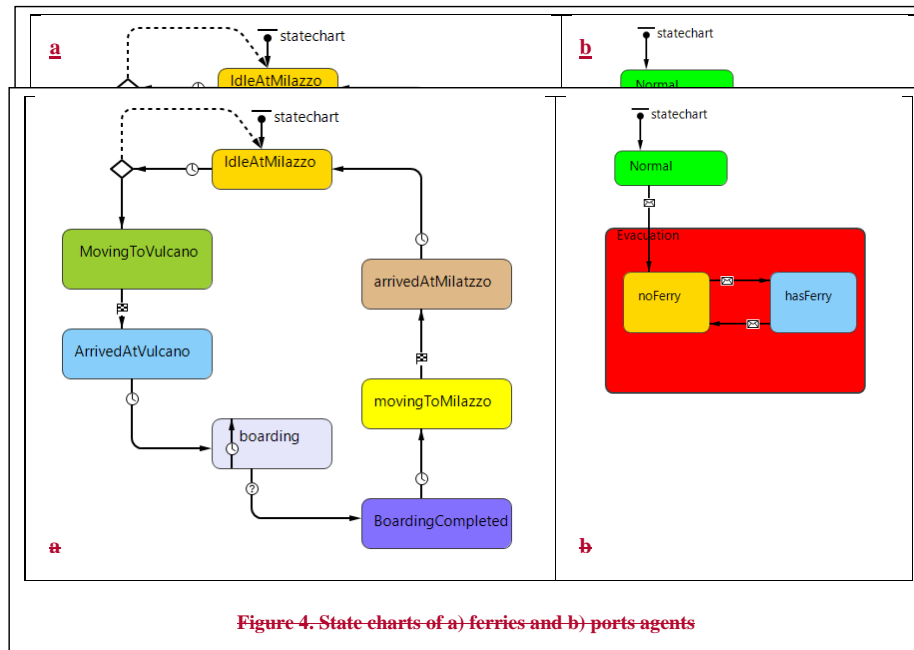 a
statechart
b
statechart
IdleAtMilazzo
Normal
statechart
statechart
IdleAtMilazzo
Normal
MovingToVulcano
Evacuation
arrivedAtMilatzzo
noFerry
hasFerry
ArrivedAtVulcano
movingToMilazzo
boarding
?
BoardingCompleted
a
b
Figure 4. State charts of a) ferries and b) ports agents